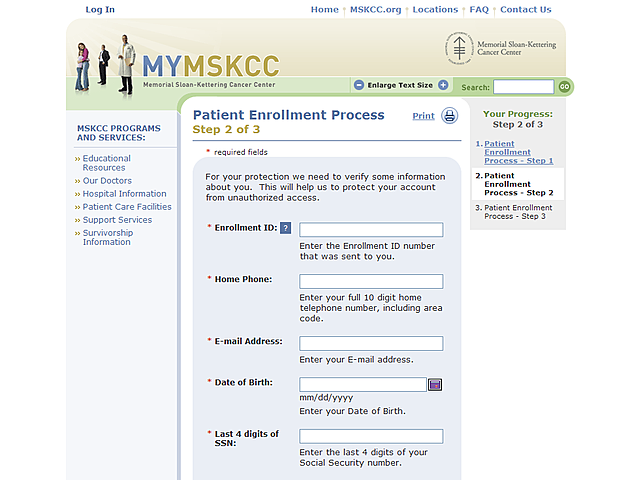 Log In
Home MSKCC.org Locations FAQ Contact Us
MYMSKCC
Memorial Sloan-Kettering Cancer Center
Memorial Sloan-Kettering
Cancer Center
Enlarge Text Size
Search:
GO
MSKCC PROGRAMS
AND SERVICES:
Educational
Resources
Our Doctors
Hospital Information
Patient Care Facilities
Support Services
Survivorship
Information
Patient Enrollment Process
Print
Step 2 of 3
* required fields
For your protection we need to verify some information
about you. This will help us to protect your account
from unauthorized access.
* Enrollment ID: ?
Enter the Enrollment ID number
that was sent to you.
* Home Phone:
Enter your full 10 digit home
telephone number, including area
code.
* E-mail Address:
Enter your E-mail address.
* Date of Birth:
mm/dd/yyyy
Enter your Date of Birth.
* Last 4 digits of
SSN:
Enter the last 4 digits of your
Social Security number.
Your Progress:
Step 2 of 3
1. Patient
Enrollment
Process - Step 1
2. Patient
Enrollment
Process - Step 2
3. Patient Enrollment
Process - Step 3